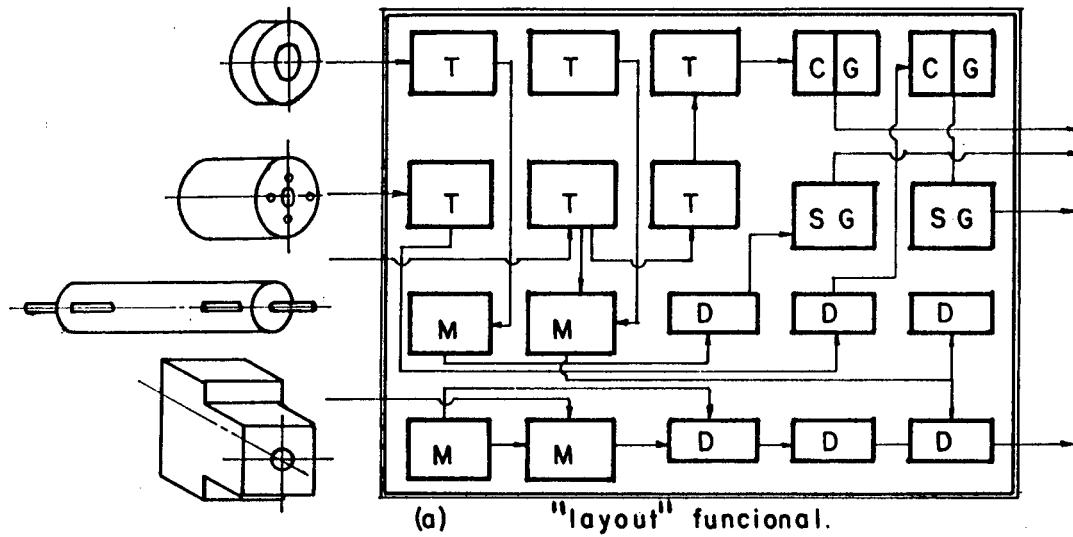 T T T C G C G
T T T S G S G
M M D D D
M M D D D
(a) "layout" funcional.